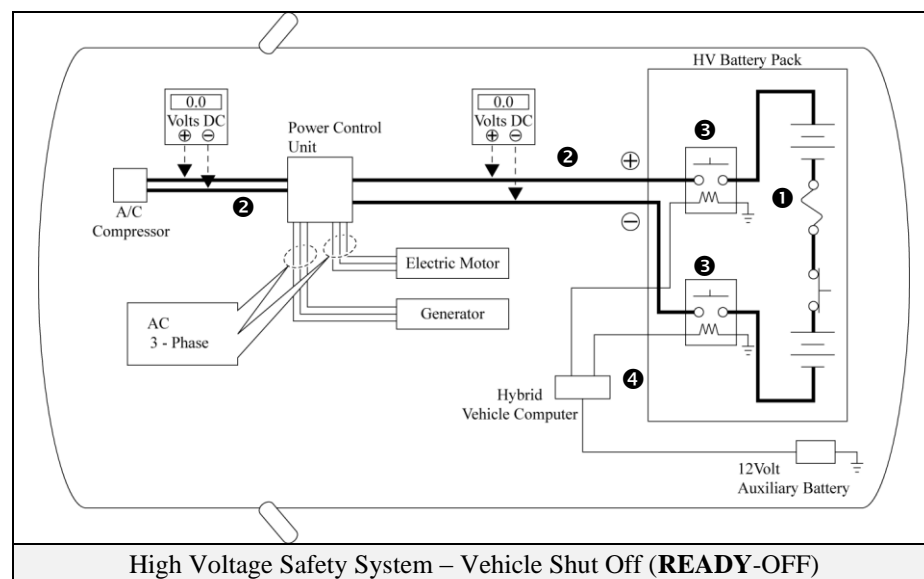 HV Battery Pack
0.0
Volts DC
⊕ ⊖
0.0
Volts DC
⊕ ⊖
Power Control
Unit
❸
❷
⊕
❶
A/C
Compressor
❷
⊖
Electric Motor
❸
Generator
AC
3 - Phase
❹
Hybrid
Vehicle Computer
12Volt
Auxiliary Battery
High Voltage Safety System – Vehicle Shut Off (READY-OFF)